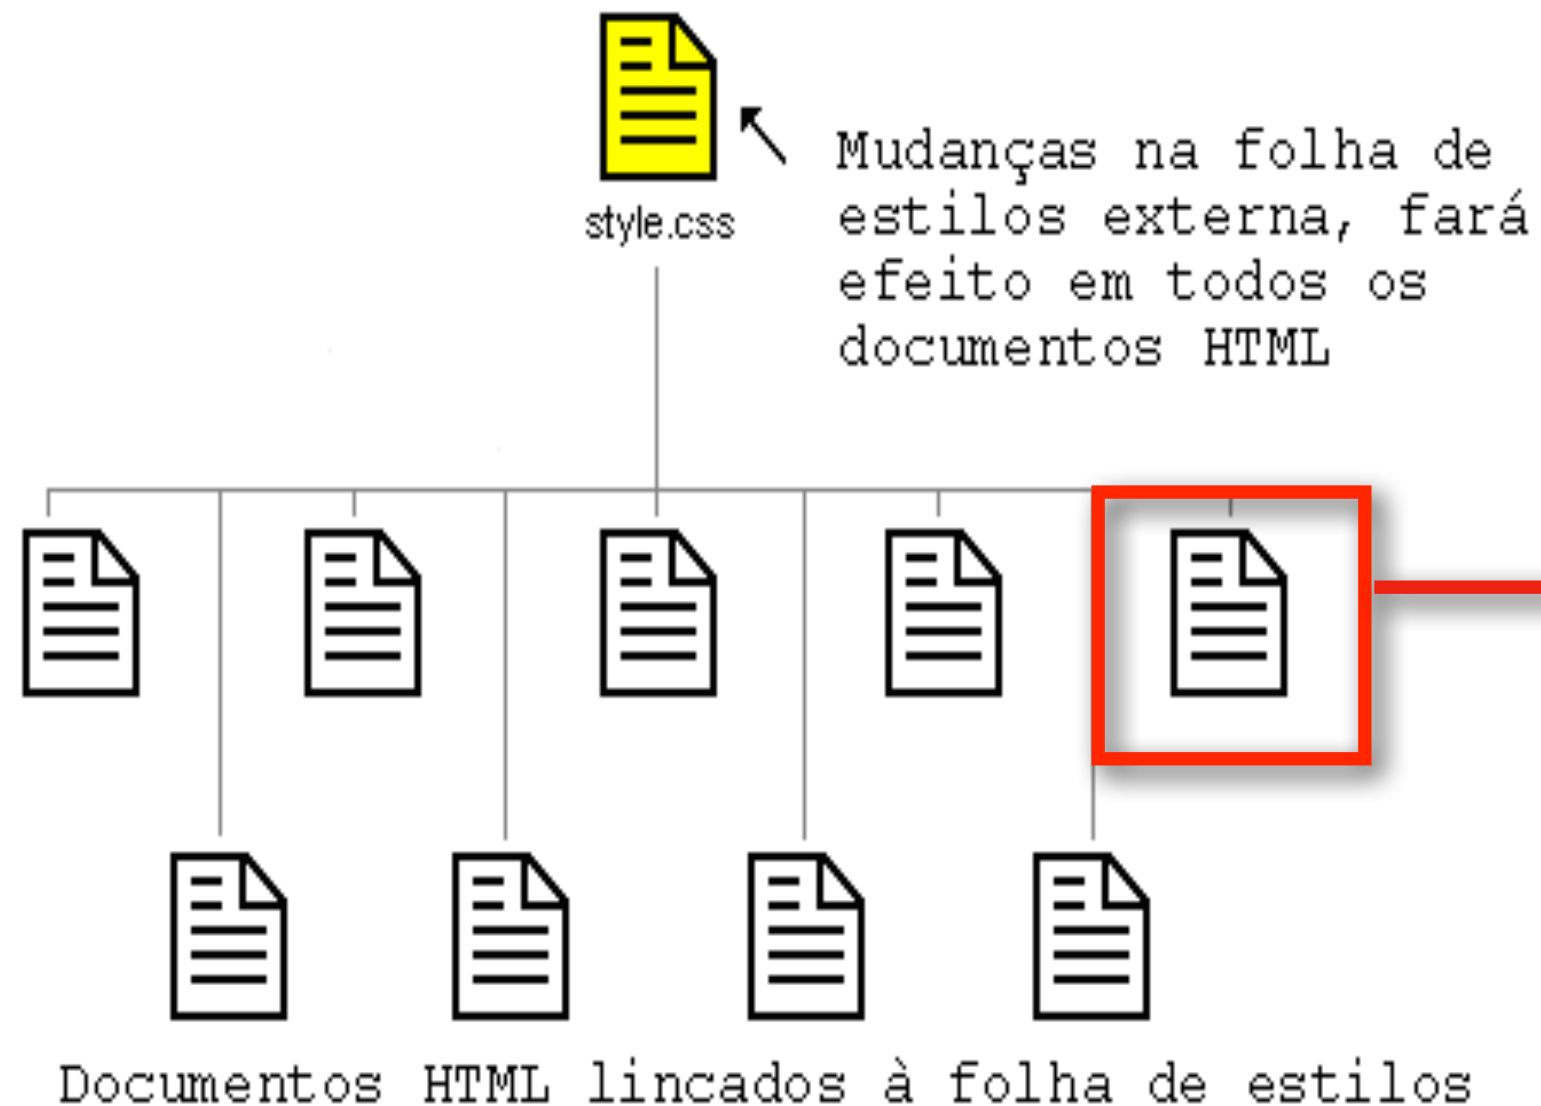 style.css
Mudanças na folha de
estilos externa, fará
efeito em todos os
documentos HTML
Documentos HTML lincados à folha de estilos